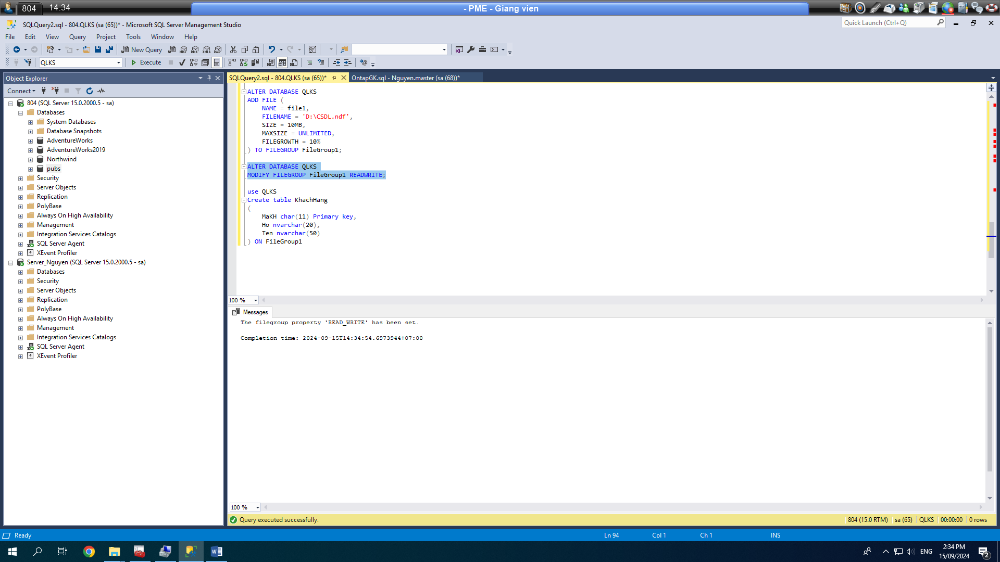 804 14:34 - PME - Giang vien
SQLQuery2.sql - 804.QLKS (sa (65))* - Microsoft SQL Server Management Studio
Quick Launch (Ctrl+Q)
File Edit View Query Project Tools Window Help
New Query MDX DMX XMLA DAX
QLKS Execute
Object Explorer
Connect
804 (SQL Server 15.0.2000.5 - sa)
Databases
System Databases
Database Snapshots
AdventureWorks
AdventureWorks2019
Northwind
pubs
Security
Server Objects
Replication
PolyBase
Always On High Availability
Management
Integration Services Catalogs
SQL Server Agent
XEvent Profiler
Server_Nguyen (SQL Server 15.0.2000.5 - sa)
Databases
Security
Server Objects
Replication
PolyBase
Always On High Availability
Management
Integration Services Catalogs
SQL Server Agent
XEvent Profiler
SQLQuery2.sql - 804.QLKS (sa (65))* OntapGK.sql - Nguyen.master (sa (68))*
ALTER DATABASE QLKS
ADD FILE (
NAME = file1,
FILENAME = 'D:\CSDL.ndf',
SIZE = 10MB,
MAXSIZE = UNLIMITED,
FILEGROWTH = 10%
) TO FILEGROUP FileGroup1;
ALTER DATABASE QLKS
MODIFY FILEGROUP FileGroup1 READWRITE;
use QLKS
Create table KhachHang
(
MaKH char(11) Primary key,
Ho nvarchar(20),
Ten nvarchar(50)
) ON FileGroup1
100 %
Messages
The filegroup property 'READ_WRITE' has been set.
Completion time: 2024-09-15T14:34:54.6973944+07:00
100 %
Query executed successfully. 804 (15.0 RTM) sa (65) QLKS 00:00:00 0 rows
Ready Ln 94 Col 1 Ch 1 INS
ENG 2:34 PM
15/09/2024 2